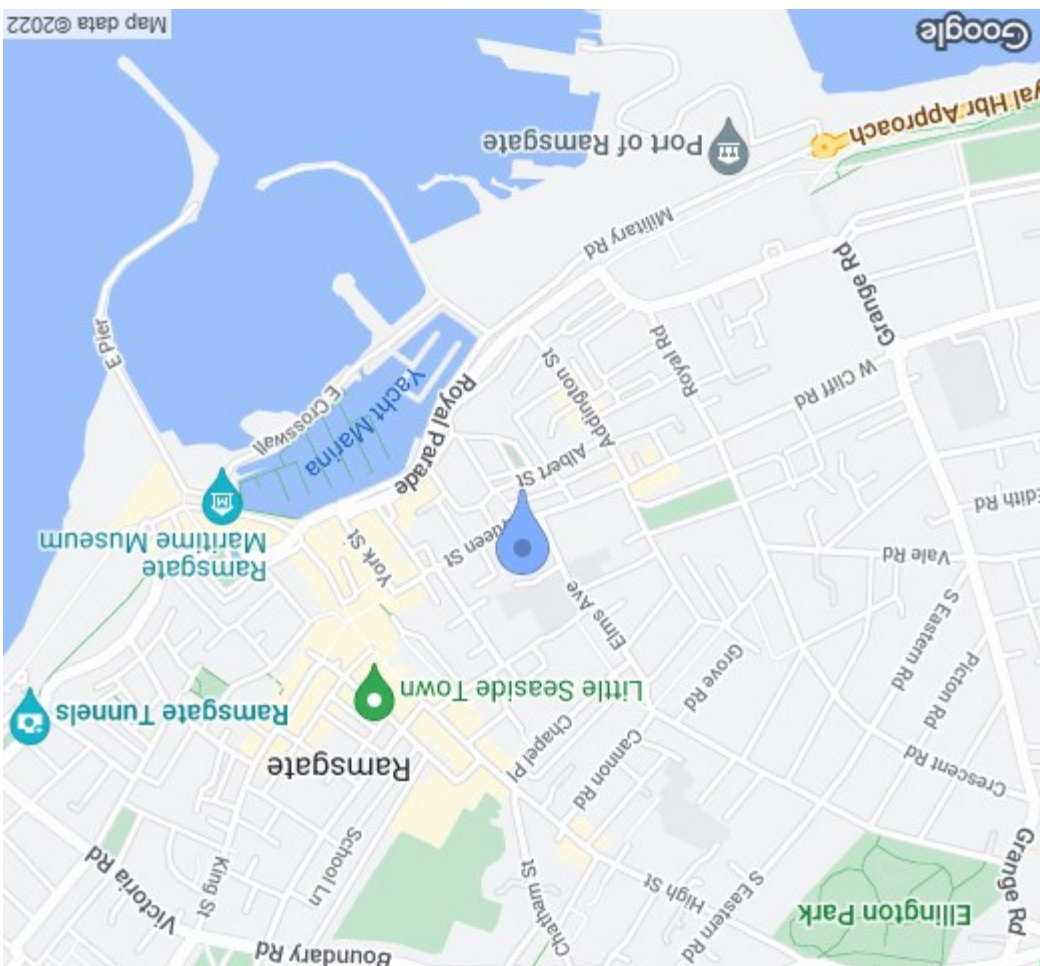 Boundary Rd
Ellington Park
Grange Rd
S Eastern Rd
High St
Chatham St
School Ln
King St
Victoria Rd
Crescent Rd
Cannon Rd
Chapel Pl
Ramsgate
Picton Rd
S Eastern Rd
Grove Rd
Little Seaside Town
Ramsgate Tunnels
Elms Ave
Vale Rd
York St
Ramsgate
Maritime Museum
Edith Rd
Albert St
Royal Parade
Yacht Marina
E Crosswall
W Cliff Rd
Addington St
Royal Rd
E Pier
Grange Rd
Military Rd
Port of Ramsgate
Hbr Approach
Google
Map data ©2022